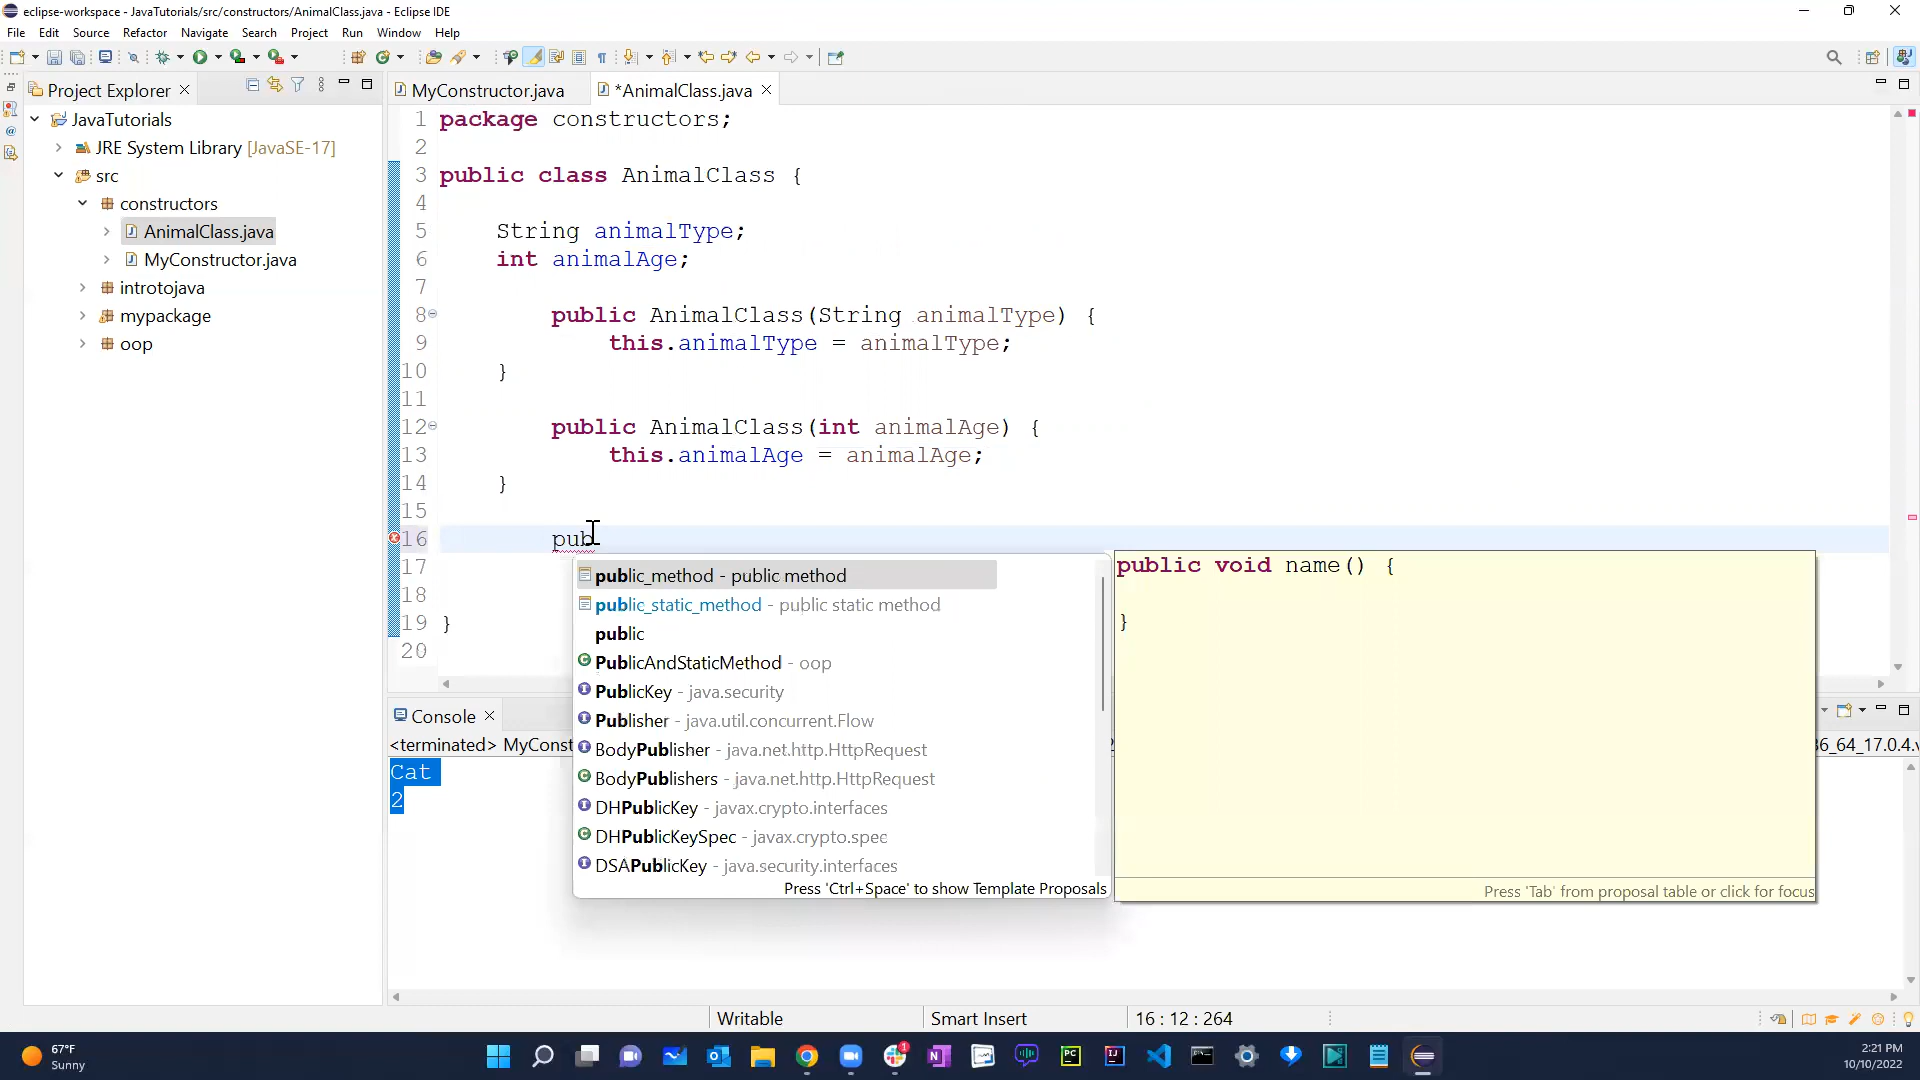 eclipse-workspace - JavaTutorials/src/constructors/AnimalClass.java - Eclipse IDE
File Edit Source Refactor Navigate Search Project Run Window Help
Project Explorer
MyConstructor.java
*AnimalClass.java
JavaTutorials
JRE System Library [JavaSE-17]
src
constructors
AnimalClass.java
MyConstructor.java
introtojava
mypackage
oop
1 package constructors;
2
3 public class AnimalClass {
4
5 String animalType;
6 int animalAge;
7
8 public AnimalClass(String animalType) {
9 this.animalType = animalType;
10 }
11
12 public AnimalClass(int animalAge) {
13 this.animalAge = animalAge;
14 }
15
16 pub
17
18
19 }
20
public_method - public method
public_static_method - public static method
public
PublicAndStaticMethod - oop
PublicKey - java.security
Publisher - java.util.concurrent.Flow
BodyPublisher - java.net.http.HttpRequest
BodyPublishers - java.net.http.HttpRequest
DHPublicKey - javax.crypto.interfaces
DHPublicKeySpec - javax.crypto.spec
DSAPublicKey - java.security.interfaces
Press 'Ctrl+Space' to show Template Proposals
public void name() {
}
Press 'Tab' from proposal table or click for focus
Console
<terminated> MyConst
6_64_17.0.4.v
Cat
2
Writable
Smart Insert
16 : 12 : 264
67°F
Sunny
1
2:21 PM
10/10/2022